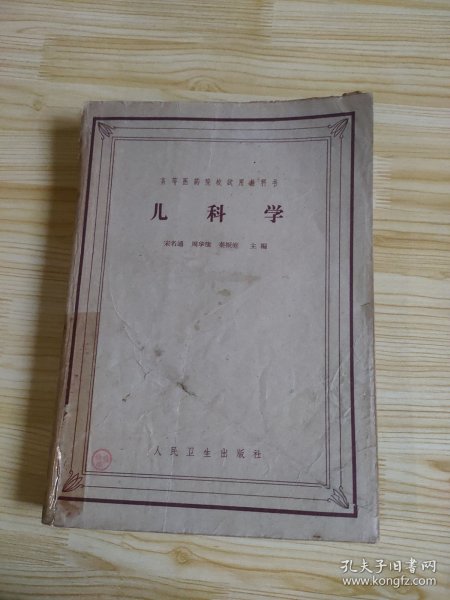 高等医药院校试用教科书
儿科学
宋名通 周华康 秦振庭 主编
人民卫生出版社
孔夫子旧书网
www.kongfz.com